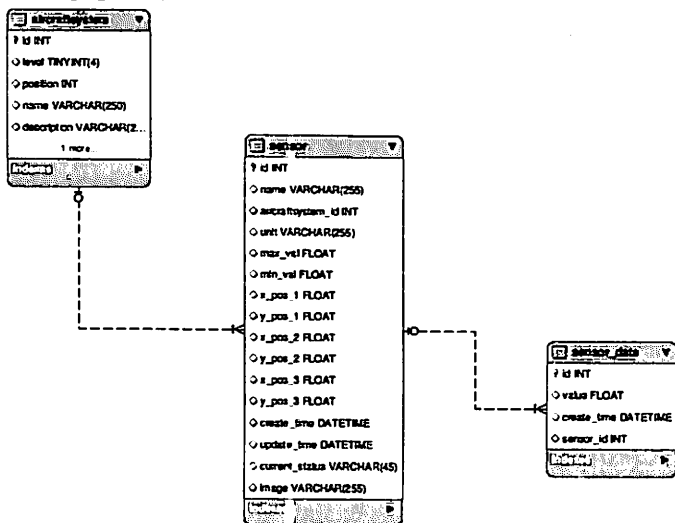 aircraftsystem
id INT
level TINYINT(4)
position INT
name VARCHAR(250)
description VARCHAR(2...
1 more...
Indexes
sensor
id INT
name VARCHAR(255)
aircraftsystem_id INT
unit VARCHAR(255)
max_val FLOAT
min_val FLOAT
x_pos_1 FLOAT
y_pos_1 FLOAT
x_pos_2 FLOAT
y_pos_2 FLOAT
x_pos_3 FLOAT
y_pos_3 FLOAT
create_time DATETIME
update_time DATETIME
current_status VARCHAR(45)
image VARCHAR(255)
sensor_data
id INT
value FLOAT
create_time DATETIME
sensor_id INT
Indexes